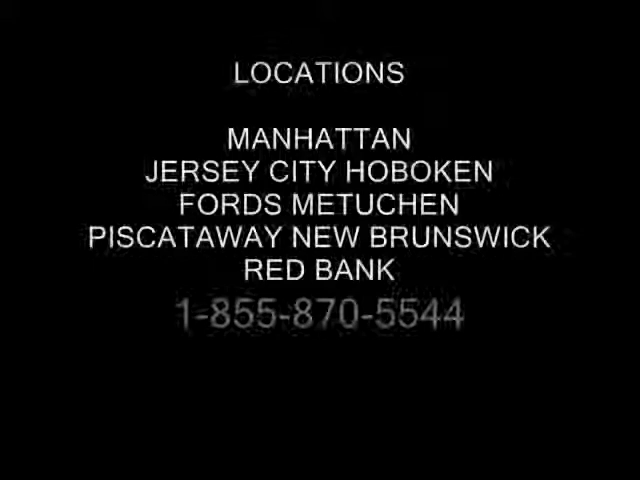 LOCATIONS
MANHATTAN
JERSEY CITY HOBOKEN
FORDS METUCHEN
PISCATAWAY NEW BRUNSWICK
RED BANK
1-855-870-5544